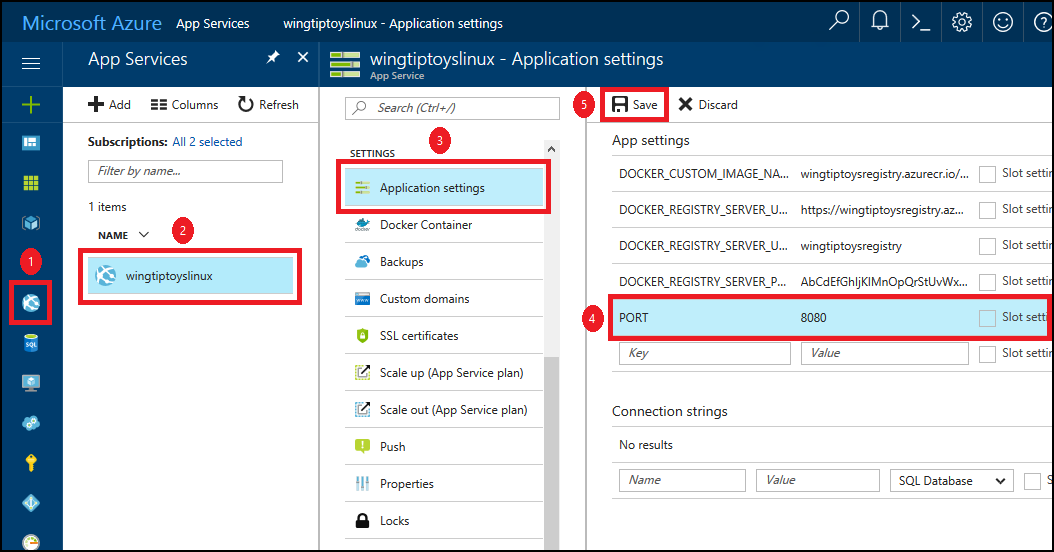 Microsoft Azure App Services wingtiptoyslinux - Application settings
App Services
+ Add Columns Refresh
Subscriptions: All 2 selected
Filter by name...
1 items
NAME
2
1
wingtiptoyslinux
SQL
wingtiptoyslinux - Application settings
App Service
Search (Ctrl+/)
3
SETTINGS
Application settings
docker Docker Container
Backups
www Custom domains
SSL certificates
Scale up (App Service plan)
Scale out (App Service plan)
Push
Properties
Locks
5 Save Discard
App settings
DOCKER_CUSTOM_IMAGE_NA... wingtiptoysregistry.azurecr.io/... Slot settin
DOCKER_REGISTRY_SERVER_U... https://wingtiptoysregistry.az... Slot settin
DOCKER_REGISTRY_SERVER_U... wingtiptoysregistry Slot settin
DOCKER_REGISTRY_SERVER_P... AbCdEfGhIjKlMnOpQrStUvWx... Slot settin
4 PORT 8080 Slot settin
Key Value Slot settin
Connection strings
No results
Name Value SQL Database S